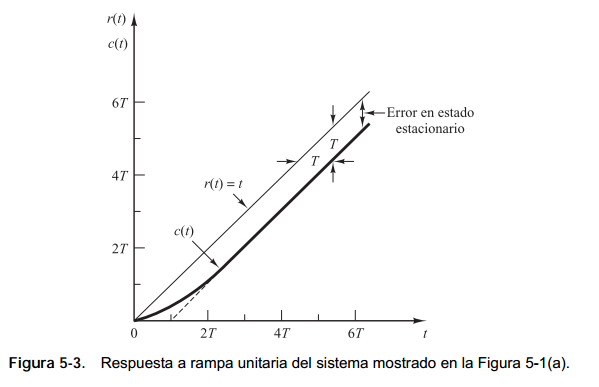 r(t)
c(t)
6T
Error en estado
estacionario
T
T
4T
r(t) = t
c(t)
2T
0
2T
4T
6T
t
Figura 5-3. Respuesta a rampa unitaria del sistema mostrado en la Figura 5-1(a).